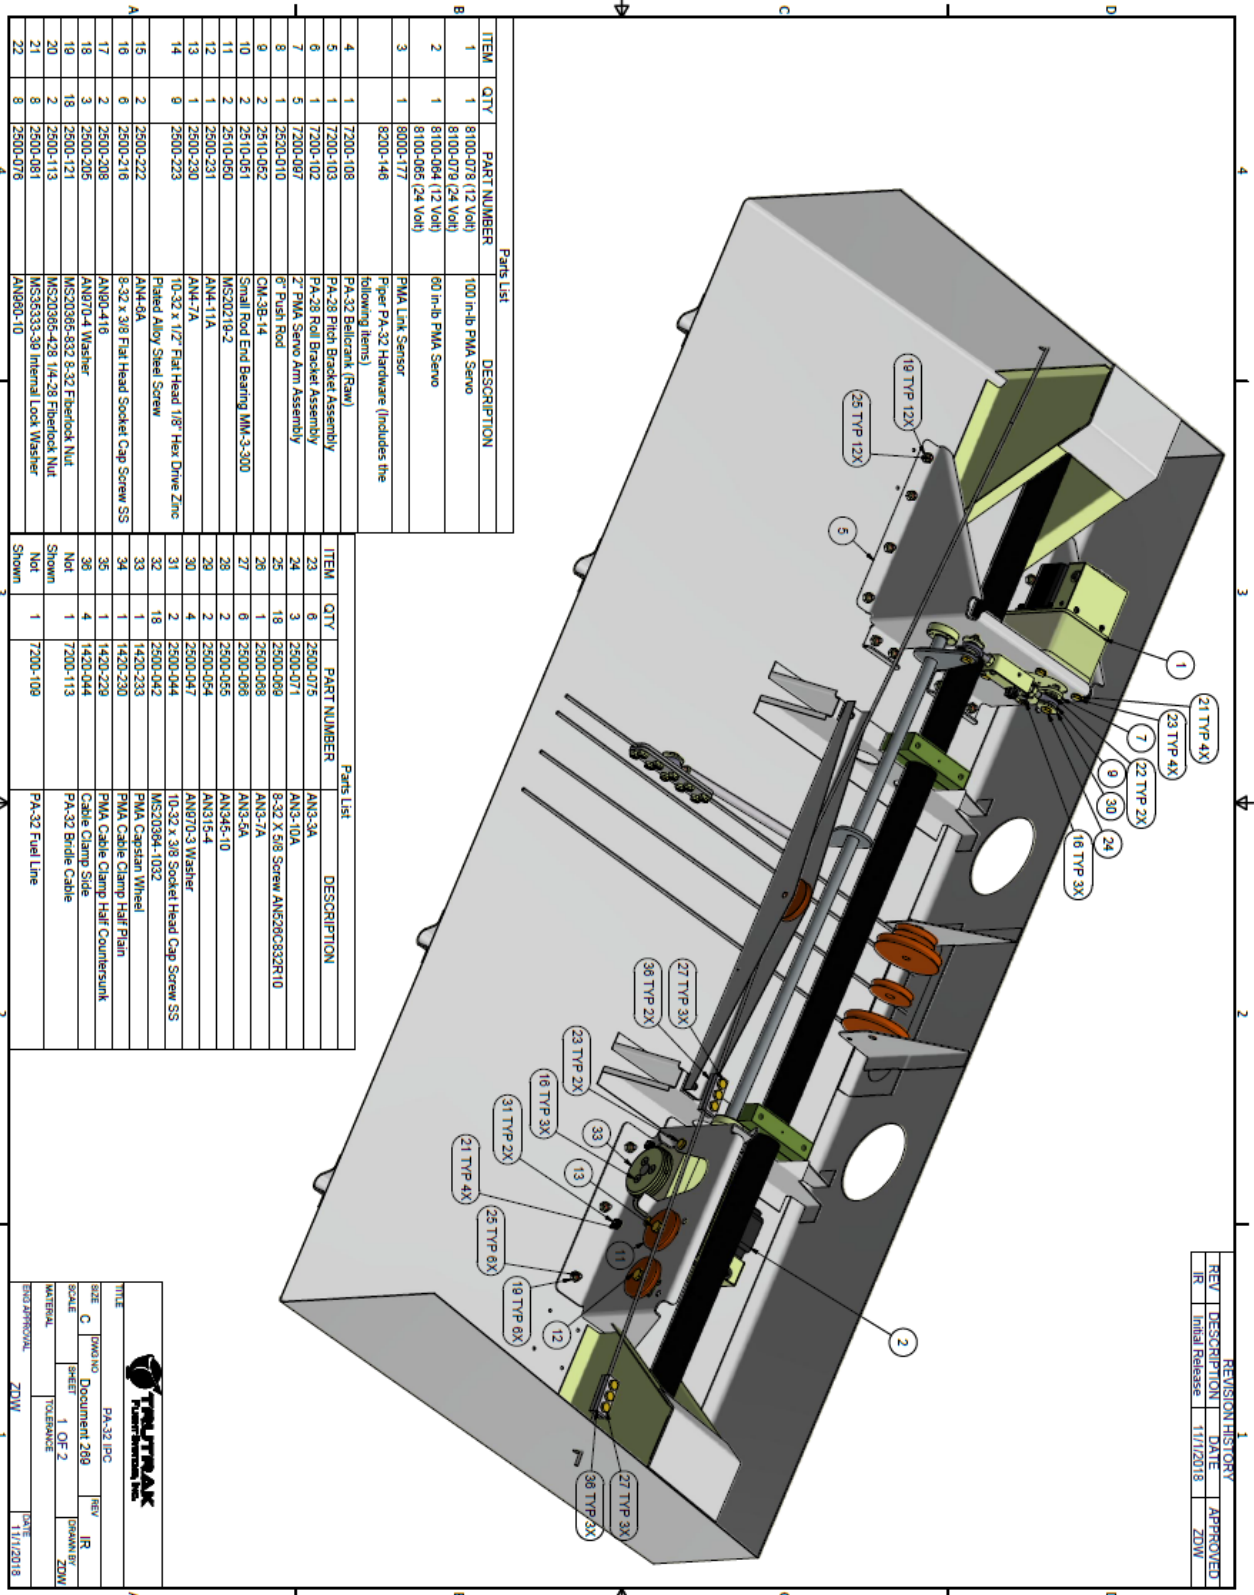 Parts List
ITEM QTY PART NUMBER DESCRIPTION
1 1 8100-078 (12 Volt) 100 in-lb PMA Servo
8100-079 (24 Volt)
2 1 8100-064 (12 Volt) 60 in-lb PMA Servo
8100-065 (24 Volt)
3 1 8000-177 PMA Link Sensor
8200-146 Piper PA-32 Hardware (Includes the
following items)
4 1 7200-108 PA-32 Bellcrank (Raw)
5 1 7200-103 PA-28 Pitch Bracket Assembly
6 1 7200-102 PA-28 Roll Bracket Assembly
7 5 7200-097 2" PMA Servo Arm Assembly
8 1 2520-010 6" Push Rod
9 2 2510-052 CM-3B-14
10 2 2510-051 Small Rod End Bearing MM-3-300
11 2 2510-050 MS20219-2
12 1 2500-231 AN4-11A
13 1 2500-230 AN4-7A
14 9 2500-223 10-32 x 1/2" Flat Head 1/8" Hex Drive Zinc
Plated Alloy Steel Screw
15 2 2500-222 AN4-6A
16 6 2500-216 8-32 x 3/8 Flat Head Socket Cap Screw SS
17 2 2500-208 AN90-416
18 3 2500-205 AN970-4 Washer
19 18 2500-121 MS20365-832 8-32 Fiberlock Nut
20 2 2500-113 MS20365-428 1/4-28 Fiberlock Nut
21 8 2500-081 MS35333-39 Internal Lock Washer
22 8 2500-076 AN960-10
Parts List
ITEM QTY PART NUMBER DESCRIPTION
23 6 2500-075 AN3-3A
24 3 2500-071 AN3-10A
25 18 2500-069 8-32 X 5/8 Screw AN526C832R10
26 1 2500-068 AN3-7A
27 6 2500-066 AN3-5A
28 2 2500-055 AN345-10
29 2 2500-054 AN315-4
30 4 2500-047 AN970-3 Washer
31 2 2500-044 10-32 x 3/8 Socket Head Cap Screw SS
32 18 2500-042 MS20364-1032
33 1 1420-233 PMA Capstan Wheel
34 1 1420-230 PMA Cable Clamp Half Plain
35 1 1420-229 PMA Cable Clamp Half Countersunk
36 4 1420-044 Cable Clamp Side
Not
Shown 1 7200-113 PA-32 Bridle Cable
Not
Shown 1 7200-109 PA-32 Fuel Line
REVISION HISTORY
REV DESCRIPTION DATE APPROVED
IR Initial Release 11/1/2018 ZDW
19 TYP 12X
25 TYP 12X
5
1
21 TYP 4X
23 TYP 4X
7
22 TYP 2X
9
30
24
16 TYP 3X
27 TYP 3X
36 TYP 2X
23 TYP 2X
16 TYP 3X
33
31 TYP 2X
13
21 TYP 4X
11
25 TYP 6X
19 TYP 6X
12
2
27 TYP 3X
36 TYP 3X
TRUTRAK
FLIGHT SYSTEMS, INC.
TITLE
PA-32 IPC
SIZE C DWG NO Document 269 REV IR
SCALE SHEET 1 OF 2 DRAWN BY ZDW
MATERIAL TOLERANCE
ENG APPROVAL ZDW DATE 11/1/2018
4 3 2 1
A B C D